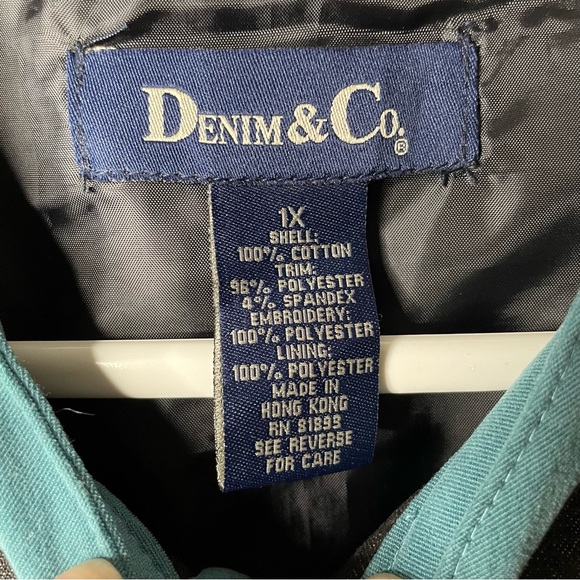 DENIM & CO.®
1X
SHELL:
100% COTTON
TRIM:
96% POLYESTER
4% SPANDEX
EMBROIDERY:
100% POLYESTER
LINING:
100% POLYESTER
MADE IN
HONG KONG
RN 81899
SEE REVERSE
FOR CARE